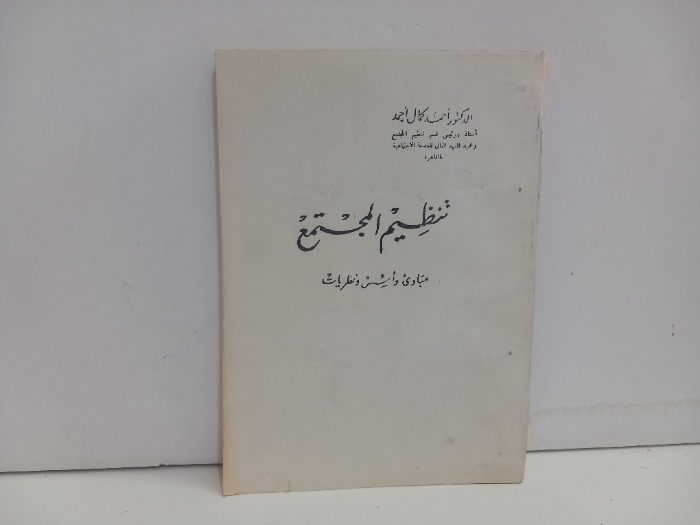 الدكتور أحمد كمال أحمد
أستاذ ورئيس قسم تنظيم المجتمع
وعميد المعهد العالى للخدمة الاجتماعية
بالقاهرة
تنظيم المجتمع
مبادئ وأسس ونظريات